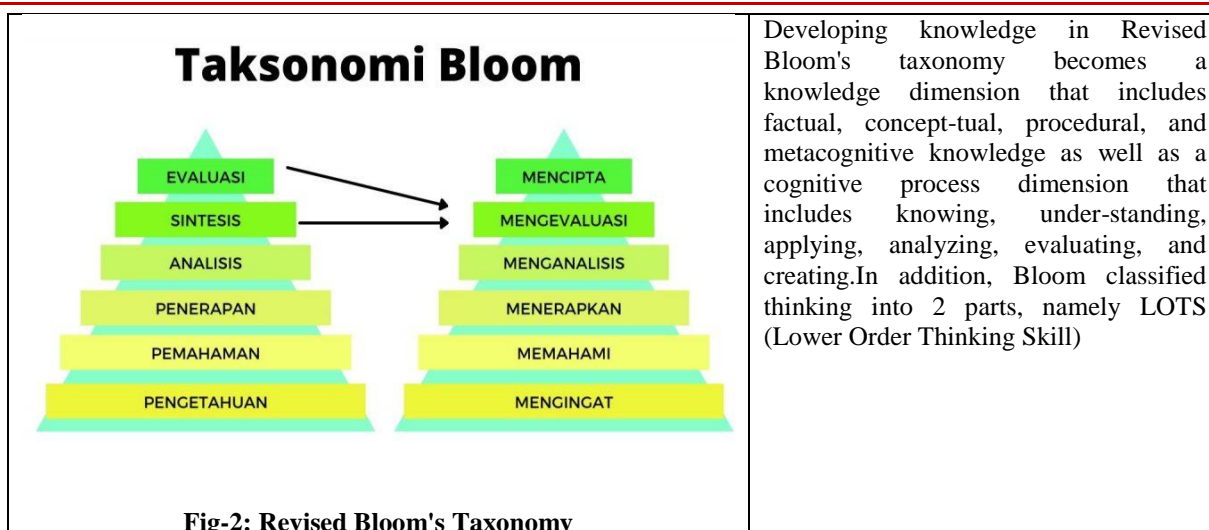 Taksonomi Bloom
EVALUASI
SINTESIS
ANALISIS
PENERAPAN
PEMAHAMAN
PENGETAHUAN
MENCIPTA
MENGEVALUASI
MENGANALISIS
MENERAPKAN
MEMAHAMI
MENGINGAT
Fig-2: Revised Bloom's Taxonomy
Developing knowledge in Revised
Bloom's taxonomy becomes a
knowledge dimension that includes
factual, concept-tual, procedural, and
metacognitive knowledge as well as a
cognitive process dimension that
includes knowing, under-standing,
applying, analyzing, evaluating, and
creating.In addition, Bloom classified
thinking into 2 parts, namely LOTS
(Lower Order Thinking Skill)